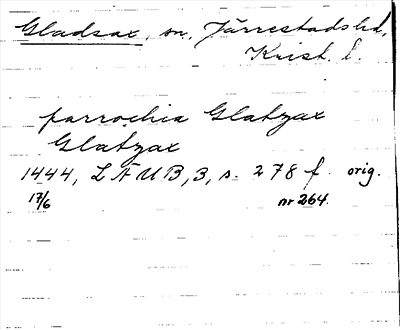 Gladsax, sn., Järrestads hd,
Krist. l.
parrochia Glatzax
Glatzax
1444, LÄUB, 3, s. 278 f. orig.
17/6 nr 264.